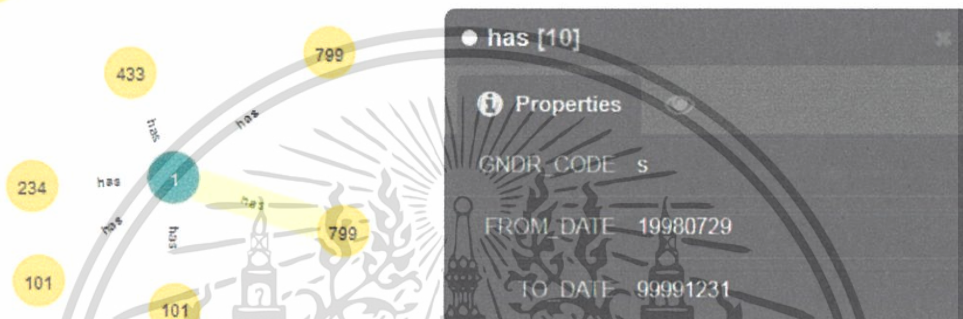 433
799
has
has
234
has
1
has
has
has
799
101
101
has [10]
Properties
GNDR_CODE s
FROM_DATE 19980729
TO_DATE 99991231